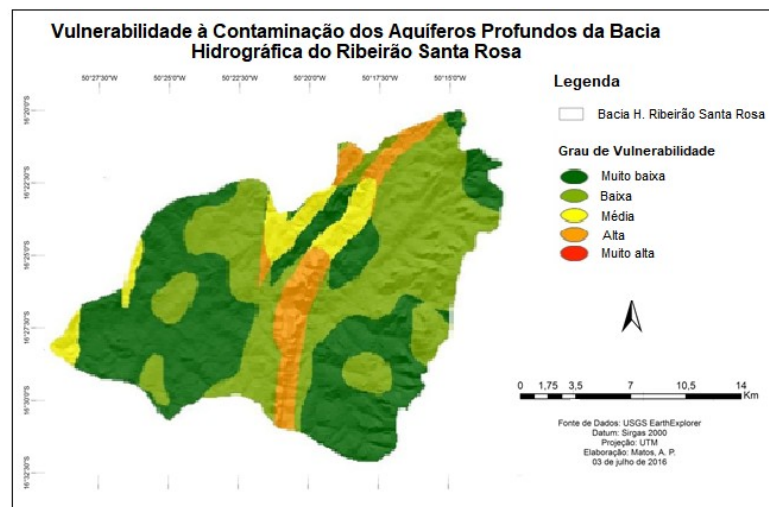 Vulnerabilidade à Contaminação dos Aquíferos Profundos da Bacia
Hidrográfica do Ribeirão Santa Rosa
50°27'30"W 50°25'0"W 50°22'30"W 50°20'0"W 50°17'30"W 50°15'0"W
16°20'0"S
16°22'30"S
16°25'0"S
16°27'30"S
16°30'0"S
16°32'30"S
Legenda
Bacia H. Ribeirão Santa Rosa
Grau de Vulnerabilidade
Muito baixa
Baixa
Média
Alta
Muito alta
0 1,75 3,5 7 10,5 14
Km
Fonte de Dados: USGS EarthExplorer
Datum: Sirgas 2000
Projeção: UTM
Elaboração: Matos, A. P.
03 de julho de 2016